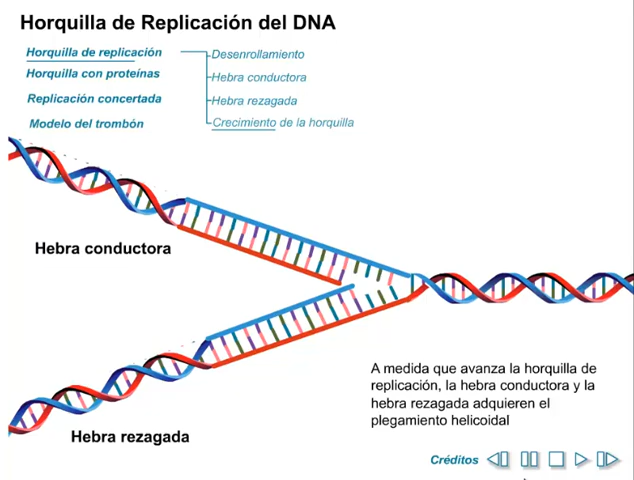 Horquilla de Replicación del DNA
Horquilla de replicación
Horquilla con proteínas
Replicación concertada
Modelo del trombón
Desenrollamiento
Hebra conductora
Hebra rezagada
Crecimiento de la horquilla
Hebra conductora
Hebra rezagada
A medida que avanza la horquilla de
replicación, la hebra conductora y la
hebra rezagada adquieren el
plegamiento helicoidal
Créditos